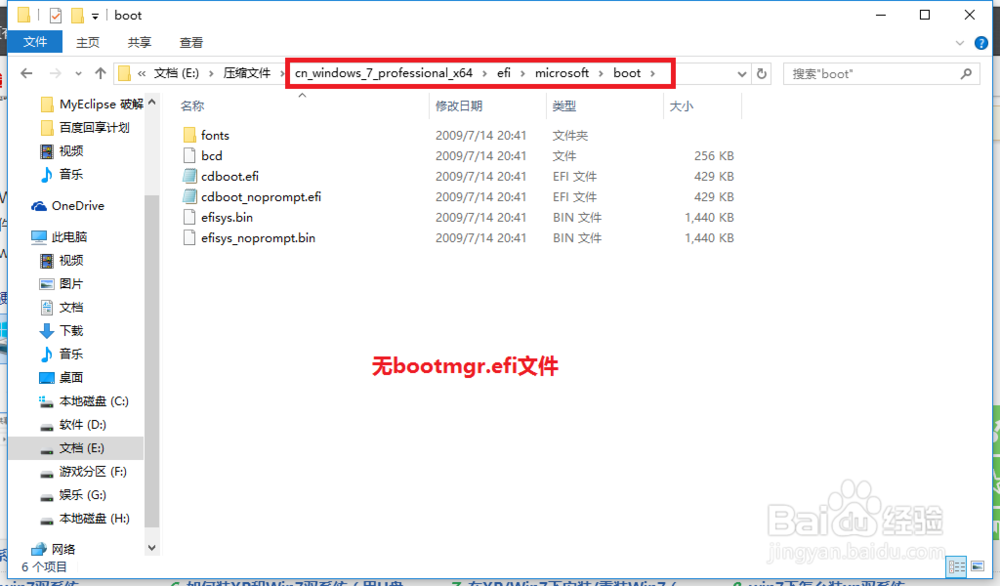 boot
文件 主页 共享 查看
« 文档 (E:) › 压缩文件 › cn_windows_7_professional_x64 › efi › microsoft › boot ›
搜索"boot"
MyEclipse 破解
百度回享计划
视频
音乐
OneDrive
此电脑
视频
图片
文档
下载
音乐
桌面
本地磁盘 (C:)
软件 (D:)
文档 (E:)
游戏分区 (F:)
娱乐 (G:)
本地磁盘 (H:)
网络
名称 修改日期 类型 大小
fonts 2009/7/14 20:41 文件夹
bcd 2009/7/14 20:41 文件 256 KB
cdboot.efi 2009/7/14 20:41 EFI 文件 429 KB
cdboot_noprompt.efi 2009/7/14 20:41 EFI 文件 429 KB
efisys.bin 2009/7/14 20:41 BIN 文件 1,440 KB
efisys_noprompt.bin 2009/7/14 20:41 BIN 文件 1,440 KB
无bootmgr.efi文件
6 个项目
Baidu 经验
jingyan.baidu.com